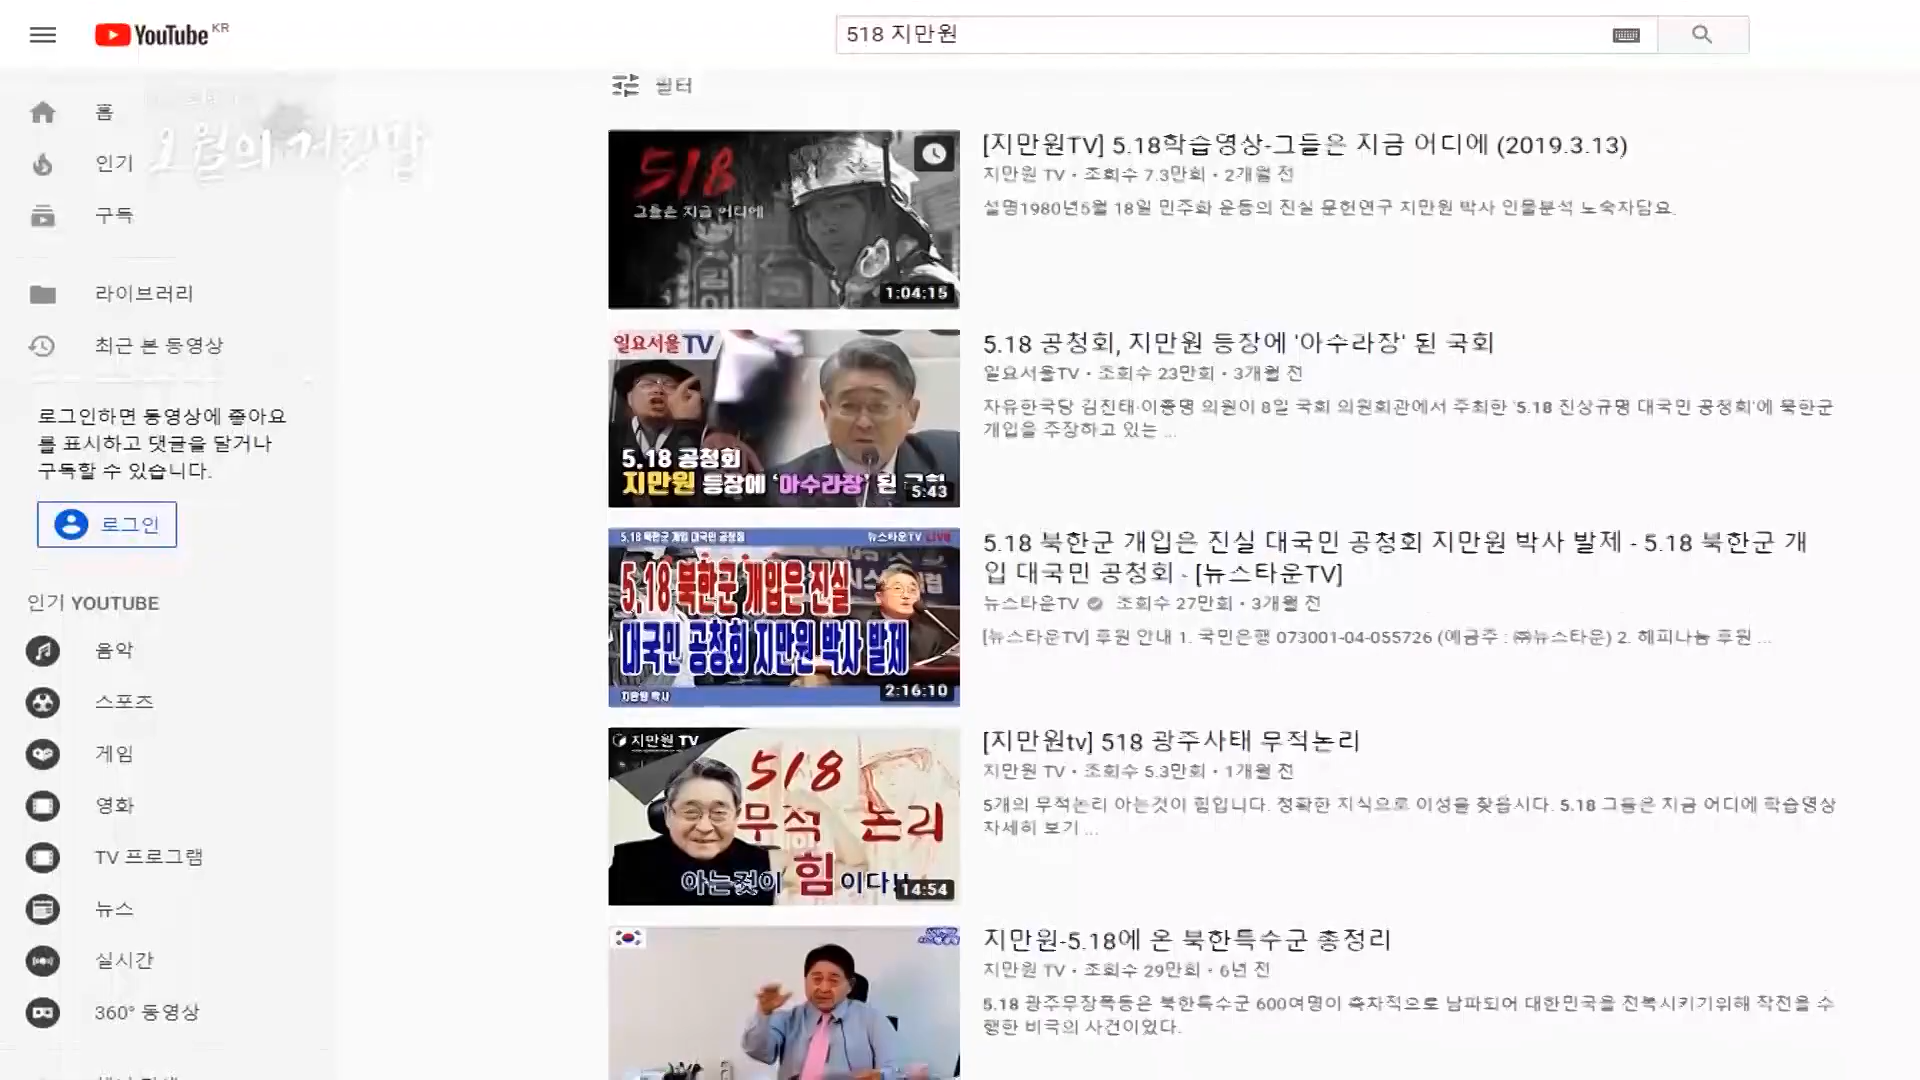 YouTube KR
518 지만원
필터
홈
오월의 거짓말
인기
구독
라이브러리
최근 본 동영상
로그인하면 동영상에 좋아요
를 표시하고 댓글을 달거나
구독할 수 있습니다.
로그인
인기 YOUTUBE
음악
스포츠
게임
영화
TV 프로그램
뉴스
실시간
360° 동영상
518
그들은 지금 어디에
1:04:15
[지만원TV] 5.18학습영상-그들은 지금 어디에 (2019.3.13)
지만원 TV • 조회수 7.3만회 • 2개월 전
설명1980년5월 18일 민주화 운동의 진실 문헌연구 지만원 박사 인물분석 노숙자담요.
일요서울TV
5.18 공청회
지만원 등장에 '아수라장' 된 국회
5:43
5.18 공청회, 지만원 등장에 '아수라장' 된 국회
일요서울TV • 조회수 23만회 • 3개월 전
자유한국당 김진태·이종명 의원이 8일 국회 의원회관에서 주최한 '5.18 진상규명 대국민 공청회'에 북한군
개입을 주장하고 있는 ...
5.18 북한군 개입 대국민 공청회
뉴스타운TV LIVE
5.18 북한군 개입은 진실
대국민 공청회 지만원 박사 발제
지만원 박사
2:16:10
5.18 북한군 개입은 진실 대국민 공청회 지만원 박사 발제 - 5.18 북한군 개
입 대국민 공청회 - [뉴스타운TV]
뉴스타운TV 조회수 27만회 • 3개월 전
[뉴스타운TV] 후원 안내 1. 국민은행 073001-04-055726 (예금주 : ㈜뉴스타운) 2. 해피나눔 후원 ...
지만원 TV
518
무적 논리
아는것이 힘이다!!
14:54
[지만원tv] 518 광주사태 무적논리
지만원 TV • 조회수 5.3만회 • 1개월 전
5개의 무적논리 아는것이 힘입니다. 정확한 지식으로 이성을 찾읍시다. 5.18 그들은 지금 어디에 학습영상
자세히 보기 ...
지만원-5.18에 온 북한특수군 총정리
지만원 TV • 조회수 29만회 • 6년 전
5.18 광주무장폭동은 북한특수군 600여명이 축차적으로 남파되어 대한민국을 전복시키기위해 작전을 수
행한 비국의 사건이었다.